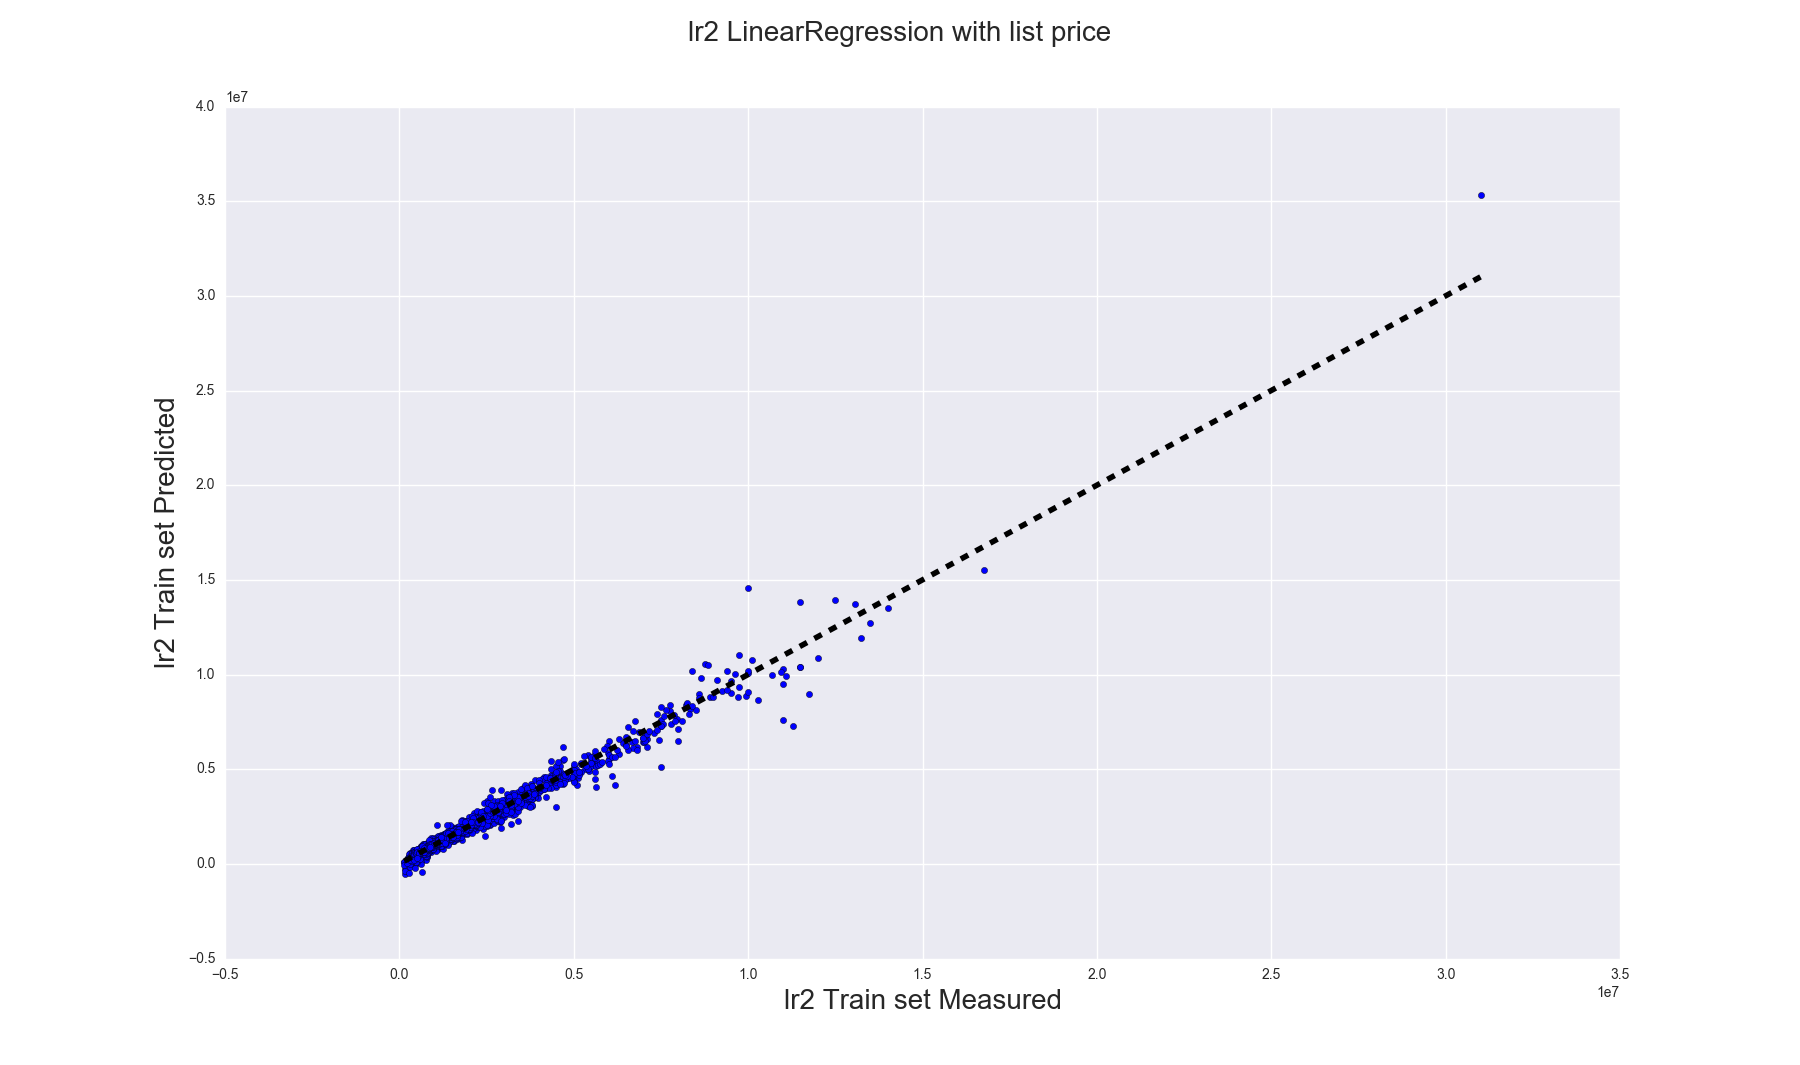 lr2 LinearRegression with list price
1e7
4.0
3.5
3.0
2.5
2.0
1.5
1.0
0.5
0.0
−0.5
lr2 Train set Predicted
−0.5 0.0 0.5 1.0 1.5 2.0 2.5 3.0 3.5
1e7
lr2 Train set Measured